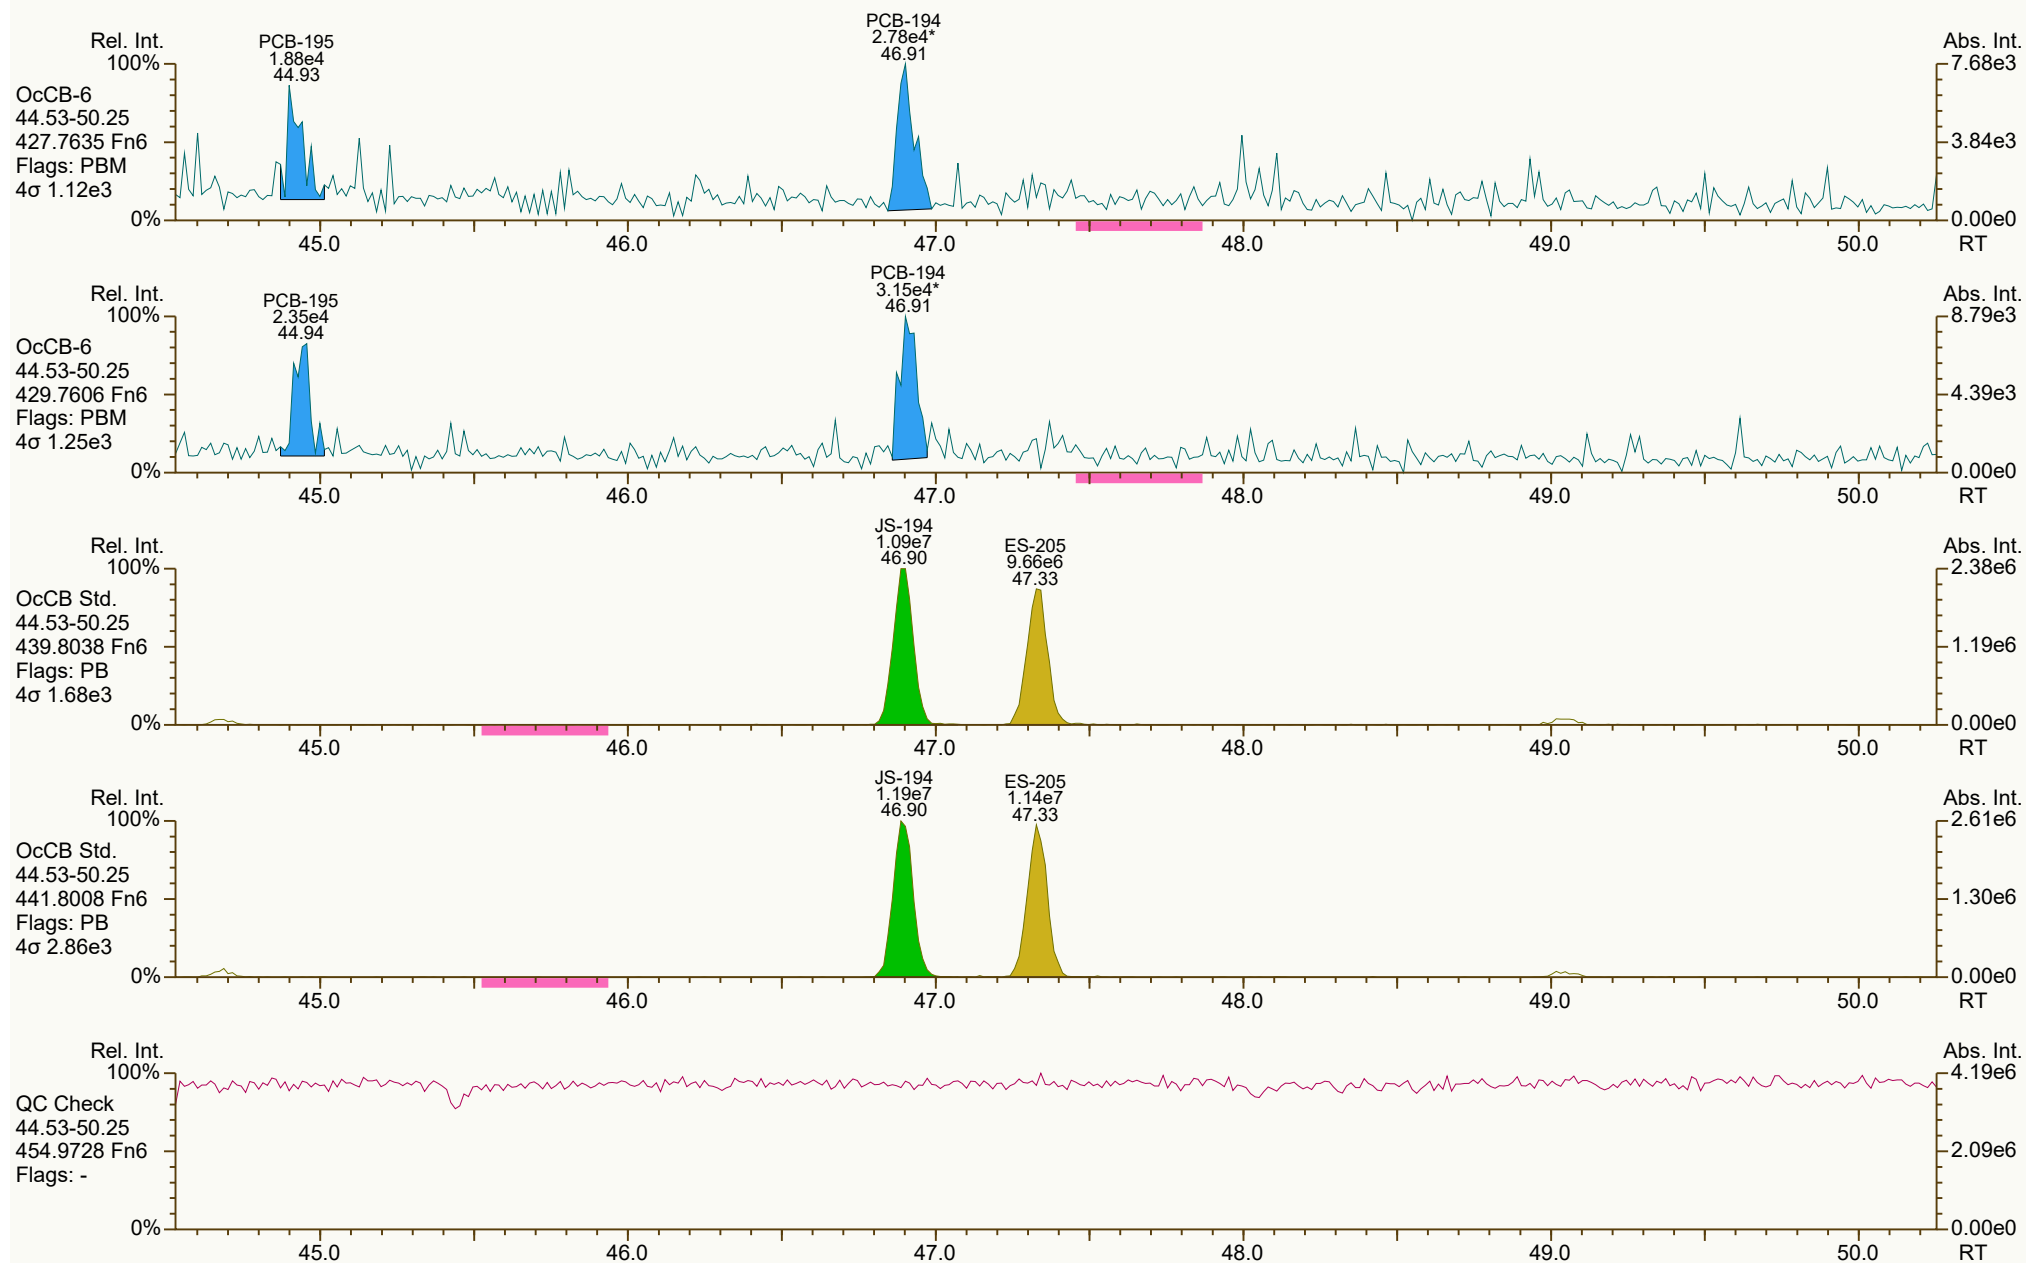 PCB-194
2.78e4*
46.91
PCB-195
1.88e4
44.93
Rel. Int.
Abs. Int.
100%
7.68e3
OcCB-6
44.53-50.25
427.7635 Fn6
3.84e3
Flags: PBM
4σ 1.12e3
0%
0.00e0
45.0 46.0 47.0 48.0 49.0 50.0 RT
PCB-194
3.15e4*
46.91
PCB-195
2.35e4
44.94
Rel. Int.
Abs. Int.
100%
8.79e3
OcCB-6
44.53-50.25
429.7606 Fn6
4.39e3
Flags: PBM
4σ 1.25e3
0%
0.00e0
45.0 46.0 47.0 48.0 49.0 50.0 RT
JS-194
1.09e7
46.90
ES-205
9.66e6
47.33
Rel. Int.
Abs. Int.
100%
2.38e6
OcCB Std.
44.53-50.25
439.8038 Fn6
1.19e6
Flags: PB
4σ 1.68e3
0%
0.00e0
45.0 46.0 47.0 48.0 49.0 50.0 RT
JS-194
1.19e7
46.90
ES-205
1.14e7
47.33
Rel. Int.
Abs. Int.
100%
2.61e6
OcCB Std.
44.53-50.25
441.8008 Fn6
1.30e6
Flags: PB
4σ 2.86e3
0%
0.00e0
45.0 46.0 47.0 48.0 49.0 50.0 RT
Rel. Int.
Abs. Int.
100%
4.19e6
QC Check
44.53-50.25
454.9728 Fn6
2.09e6
Flags: -
0%
0.00e0
45.0 46.0 47.0 48.0 49.0 50.0 RT